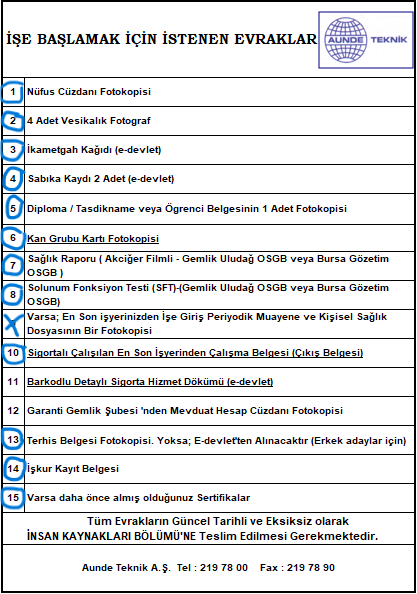 İŞE BAŞLAMAK İÇİN İSTENEN EVRAKLAR
AUNDE TEKNİK
1 Nüfus Cüzdanı Fotokopisi
2 4 Adet Vesikalık Fotograf
3 İkametgah Kağıdı (e-devlet)
4 Sabıka Kaydı 2 Adet (e-devlet)
5 Diploma / Tasdikname veya Ögrenci Belgesinin 1 Adet Fotokopisi
6 Kan Grubu Kartı Fotokopisi
7 Sağlık Raporu ( Akciğer Filmli - Gemlik Uludağ OSGB veya Bursa Gözetim
OSGB )
8 Solunum Fonksiyon Testi (SFT)-(Gemlik Uludağ OSGB veya Bursa Gözetim
OSGB)
Varsa; En Son işyerinizden İşe Giriş Periyodik Muayene ve Kişisel Sağlık
Dosyasının Bir Fotokopisi
10 Sigortalı Çalışılan En Son İşyerinden Çalışma Belgesi (Çıkış Belgesi)
11 Barkodlu Detaylı Sigorta Hizmet Dökümü (e-devlet)
12 Garanti Gemlik Şubesi 'nden Mevduat Hesap Cüzdanı Fotokopisi
13 Terhis Belgesi Fotokopisi. Yoksa; E-devlet'ten Alınacaktır (Erkek adaylar için)
14 İşkur Kayıt Belgesi
15 Varsa daha önce almış olduğunuz Sertifikalar
Tüm Evrakların Güncel Tarihli ve Eksiksiz olarak
İNSAN KAYNAKLARI BÖLÜMÜ'NE Teslim Edilmesi Gerekmektedir.
Aunde Teknik A.Ş. Tel : 219 78 00 Fax : 219 78 90